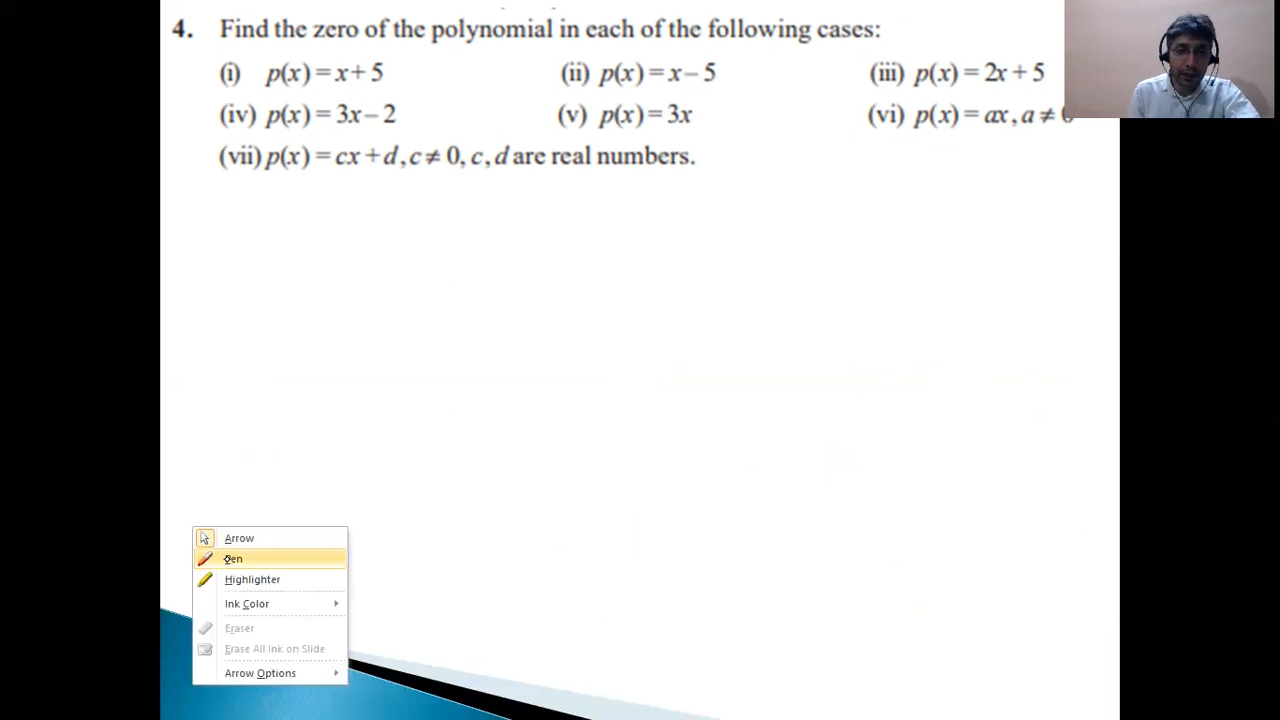 4. Find the zero of the polynomial in each of the following cases:
(i) p(x) = x + 5 (ii) p(x) = x – 5 (iii) p(x) = 2x + 5
(iv) p(x) = 3x – 2 (v) p(x) = 3x (vi) p(x) = ax, a ≠ 0
(vii) p(x) = cx + d, c ≠ 0, c, d are real numbers.
Arrow
Pen
Highlighter
Ink Color
Eraser
Erase All Ink on Slide
Arrow Options